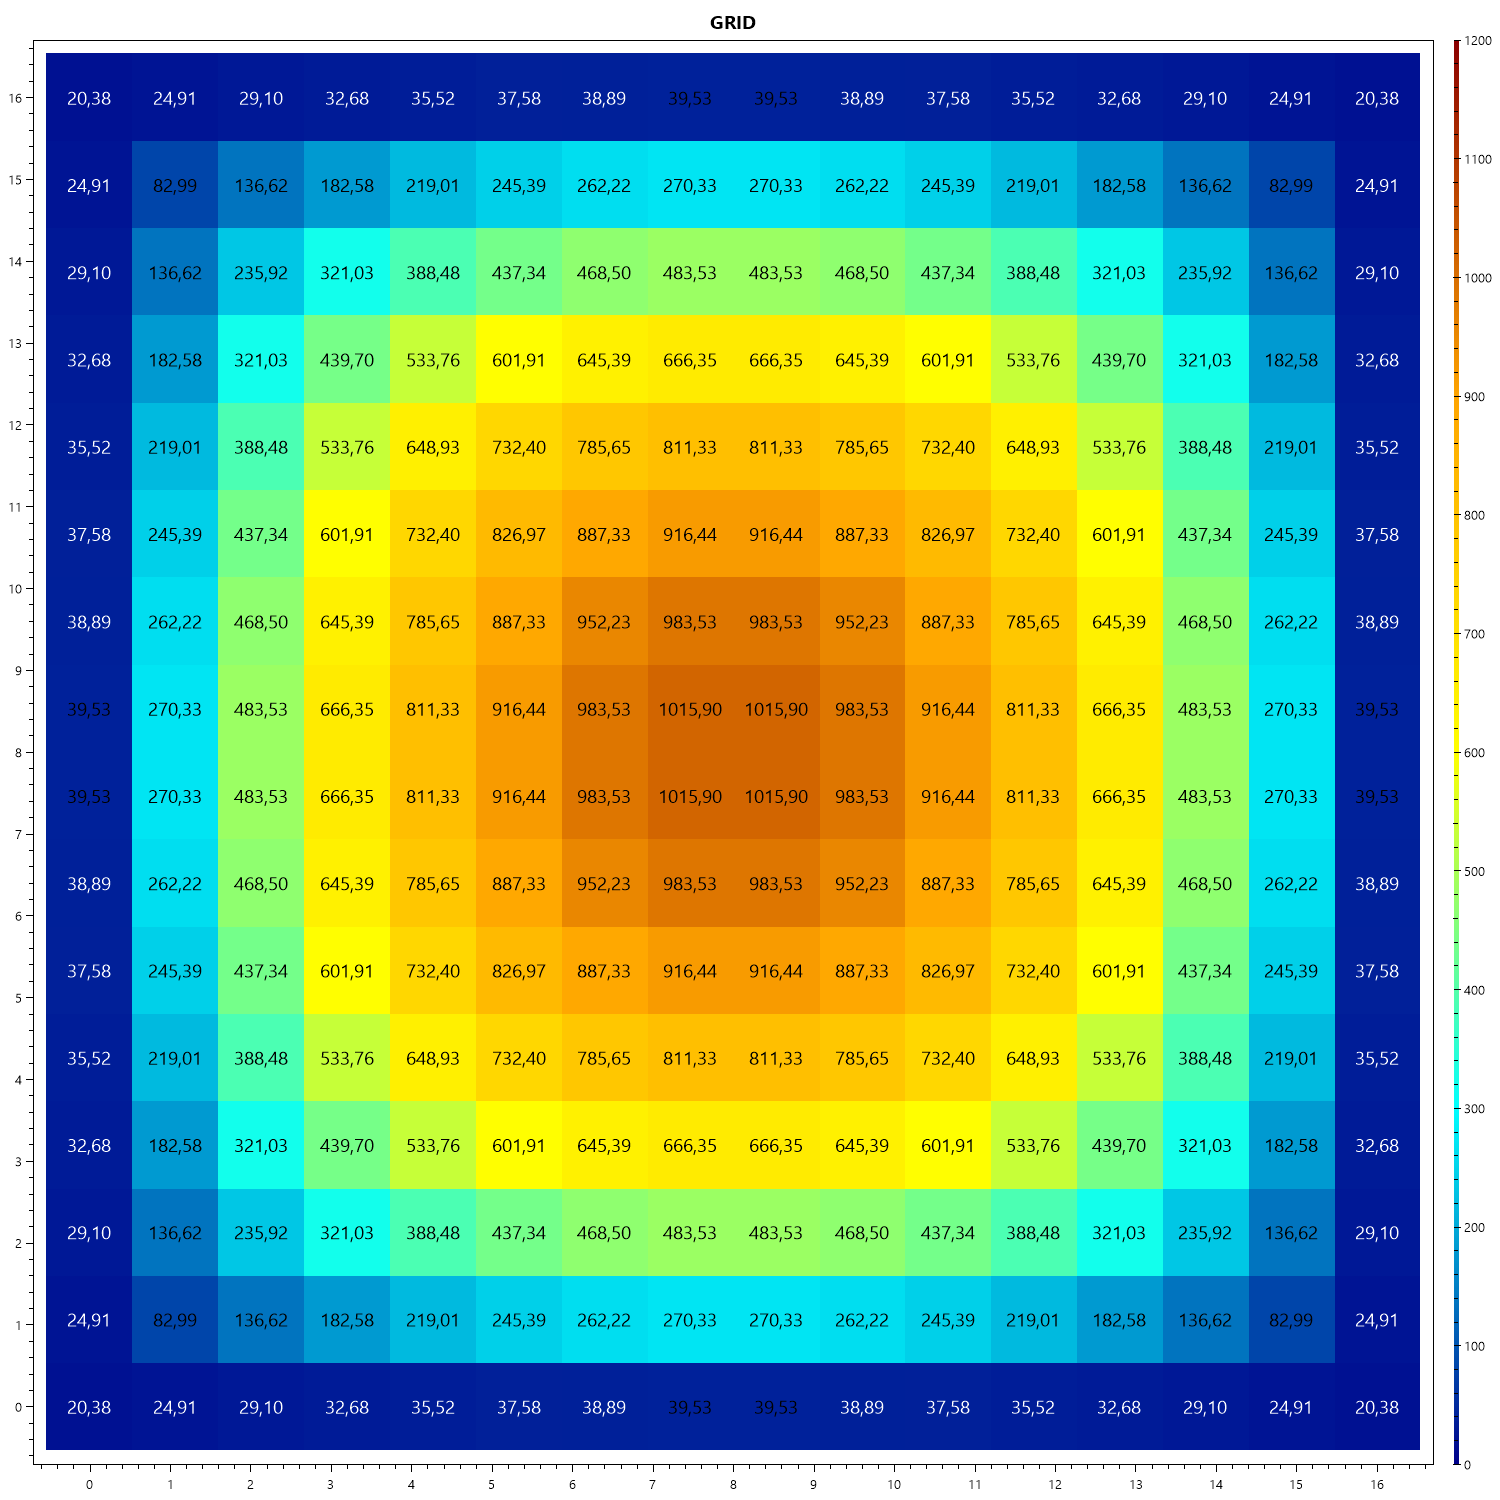 GRID
1200
16 20,38 24,91 29,10 32,68 35,52 37,58 38,89 39,53 39,53 38,89 37,58 35,52 32,68 29,10 24,91 20,38
1100
15 24,91 82,99 136,62 182,58 219,01 245,39 262,22 270,33 270,33 262,22 245,39 219,01 182,58 136,62 82,99 24,91
14 29,10 136,62 235,92 321,03 388,48 437,34 468,50 483,53 483,53 468,50 437,34 388,48 321,03 235,92 136,62 29,10
1000
13 32,68 182,58 321,03 439,70 533,76 601,91 645,39 666,35 666,35 645,39 601,91 533,76 439,70 321,03 182,58 32,68
900
12 35,52 219,01 388,48 533,76 648,93 732,40 785,65 811,33 811,33 785,65 732,40 648,93 533,76 388,48 219,01 35,52
11 800
37,58 245,39 437,34 601,91 732,40 826,97 887,33 916,44 916,44 887,33 826,97 732,40 601,91 437,34 245,39 37,58
10
38,89 262,22 468,50 645,39 785,65 887,33 952,23 983,53 983,53 952,23 887,33 785,65 645,39 468,50 262,22 38,89
700
9
39,53 270,33 483,53 666,35 811,33 916,44 983,53 1015,90 1015,90 983,53 916,44 811,33 666,35 483,53 270,33 39,53
8 600
39,53 270,33 483,53 666,35 811,33 916,44 983,53 1015,90 1015,90 983,53 916,44 811,33 666,35 483,53 270,33 39,53
7
500
38,89 262,22 468,50 645,39 785,65 887,33 952,23 983,53 983,53 952,23 887,33 785,65 645,39 468,50 262,22 38,89
6
37,58 245,39 437,34 601,91 732,40 826,97 887,33 916,44 916,44 887,33 826,97 732,40 601,91 437,34 245,39 37,58
5 400
35,52 219,01 388,48 533,76 648,93 732,40 785,65 811,33 811,33 785,65 732,40 648,93 533,76 388,48 219,01 35,52
4
300
32,68 182,58 321,03 439,70 533,76 601,91 645,39 666,35 666,35 645,39 601,91 533,76 439,70 321,03 182,58 32,68
3
200
29,10 136,62 235,92 321,03 388,48 437,34 468,50 483,53 483,53 468,50 437,34 388,48 321,03 235,92 136,62 29,10
2
1 24,91 82,99 136,62 182,58 219,01 245,39 262,22 270,33 270,33 262,22 245,39 219,01 182,58 136,62 82,99 24,91
100
0 20,38 24,91 29,10 32,68 35,52 37,58 38,89 39,53 39,53 38,89 37,58 35,52 32,68 29,10 24,91 20,38
0
0 1 2 3 4 5 6 7 8 9 10 11 12 13 14 15 16